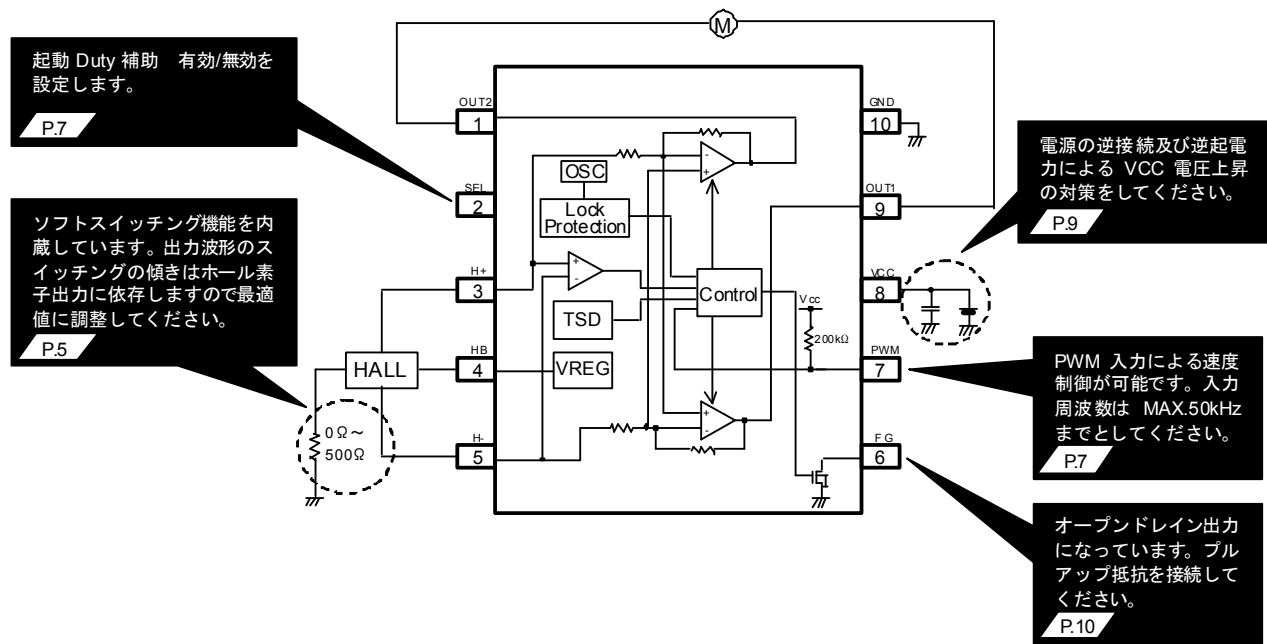 M
起動 Duty 補助 有効/無効を
設定します。
P.7
ソフトスイッチング機能を内
蔵しています。出力波形のス
イッチングの傾きはホール素
子出力に依存しますので最適
値に調整してください。
P.5
HALL
0Ω～
500Ω
OUT2
1
SEL
2
H+
3
HB
4
H-
5
OSC
Lock
Protection
-
+
+
-
TSD
VREG
Control
+
-
Vcc
200kΩ
GND
10
OUT1
9
VCC
8
PWM
7
FG
6
電源の逆接続及び逆起電
力による VCC 電圧上昇
の対策をしてください。
P.9
PWM 入力による速度
制御が可能です。入力
周波数は MAX.50kHz
までとしてください。
P.7
オープンドレイン出力
になっています。プル
アップ抵抗を接続して
ください。
P.10